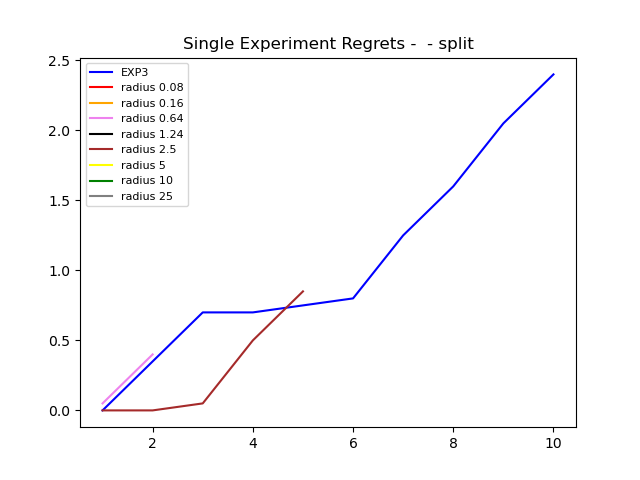 Single Experiment Regrets -  - split
2.5
2.0
1.5
1.0
0.5
0.0
EXP3
radius 0.08
radius 0.16
radius 0.64
radius 1.24
radius 2.5
radius 5
radius 10
radius 25
2 4 6 8 10